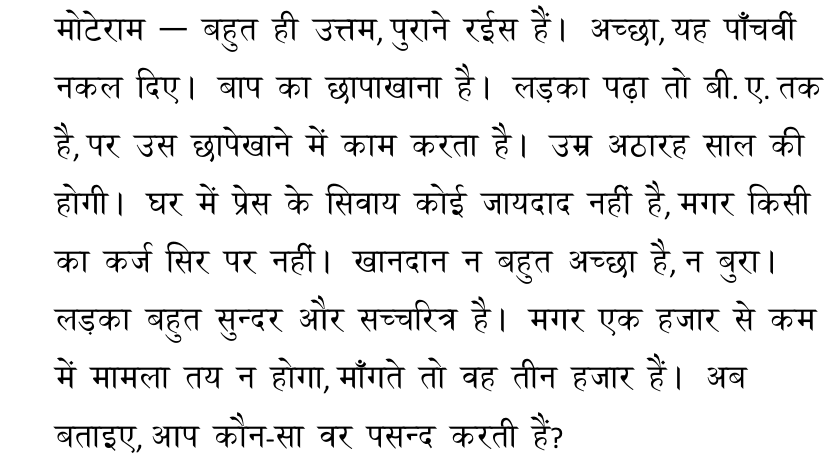 मोटेराम — बहुत ही उत्तम, पुराने रईस हैं। अच्छा, यह पाँचवीं
नकल दिए। बाप का छापाखाना है। लड़का पढ़ा तो बी. ए. तक
है, पर उस छापेखाने में काम करता है। उम्र अठारह साल की
होगी। घर में प्रेस के सिवाय कोई जायदाद नहीं है, मगर किसी
का कर्ज सिर पर नहीं। खानदान न बहुत अच्छा है, न बुरा।
लड़का बहुत सुन्दर और सच्चरित्र है। मगर एक हजार से कम
में मामला तय न होगा, माँगते तो वह तीन हजार हैं। अब
बताइए, आप कौन-सा वर पसन्द करती हैं?